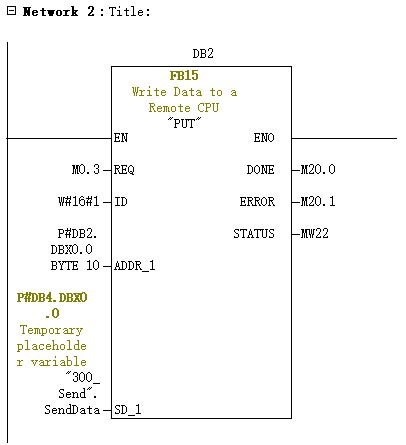 Network 2 : Title:
DB2
FB15
Write Data to a
Remote CPU
"PUT"
EN ENO
M0.3 REQ DONE M20.0
W#16#1 ID ERROR M20.1
P#DB2. STATUS MW22
DBX0.0
BYTE 10 ADDR_1
P#DB4.DBX0
.0
Temporary
placeholde
r variable
"300_
Send".
SendData SD_1